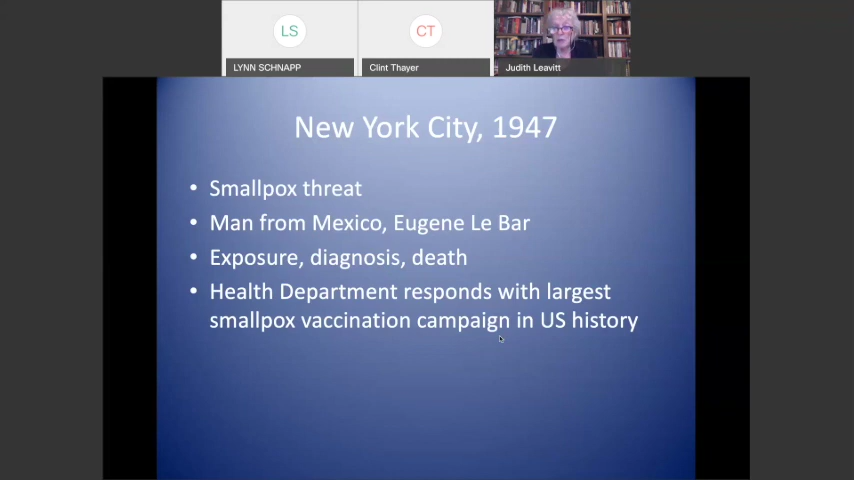 LS
CT
LYNN SCHNAPP
Clint Thayer
Judith Leavitt
New York City, 1947
• Smallpox threat
• Man from Mexico, Eugene Le Bar
• Exposure, diagnosis, death
• Health Department responds with largest
smallpox vaccination campaign in US history